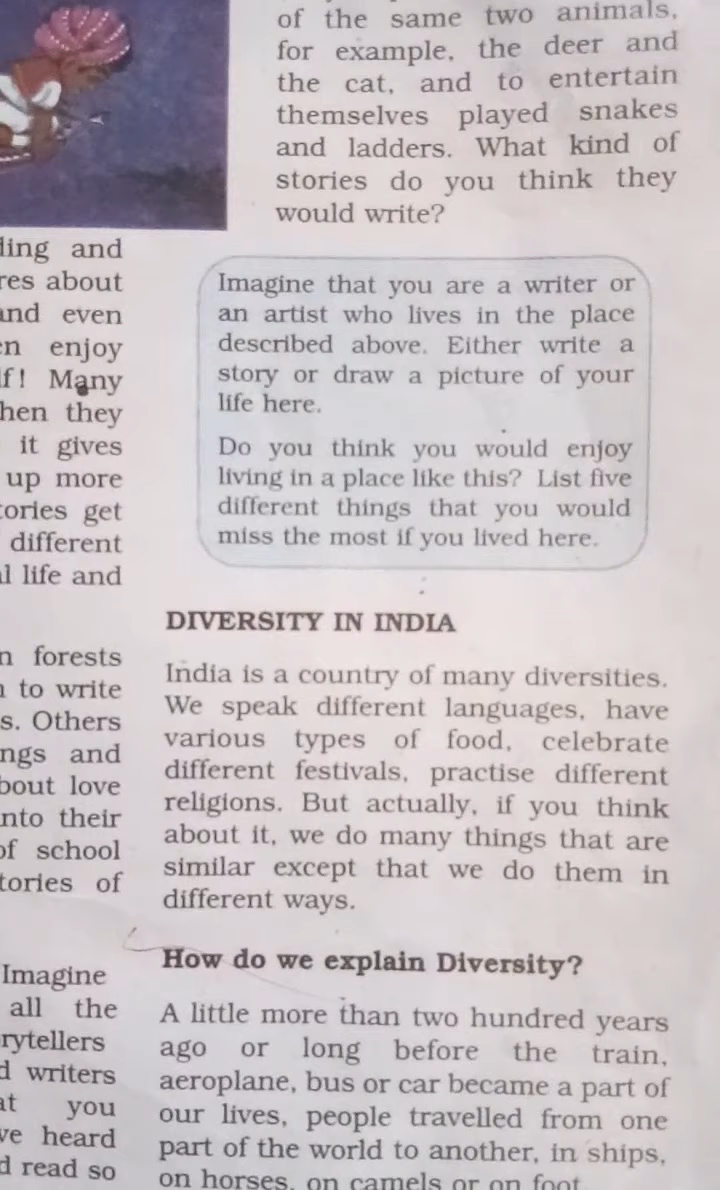 ding and
res about
and even
en enjoy
f! Many
hen they
it gives
up more
tories get
different
al life and
n forests
to write
s. Others
ngs and
bout love
nto their
of school
tories of
Imagine
all the
rytellers
d writers
at you
ve heard
d read so
of the same two animals,
for example, the deer and
the cat, and to entertain
themselves played snakes
and ladders. What kind of
stories do you think they
would write?
Imagine that you are a writer or
an artist who lives in the place
described above. Either write a
story or draw a picture of your
life here.
Do you think you would enjoy
living in a place like this? List five
different things that you would
miss the most if you lived here.
DIVERSITY IN INDIA
India is a country of many diversities.
We speak different languages, have
various types of food, celebrate
different festivals, practise different
religions. But actually, if you think
about it, we do many things that are
similar except that we do them in
different ways.
How do we explain Diversity?
A little more than two hundred years
ago or long before the train,
aeroplane, bus or car became a part of
our lives, people travelled from one
part of the world to another, in ships,
on horses, on camels or on foot.